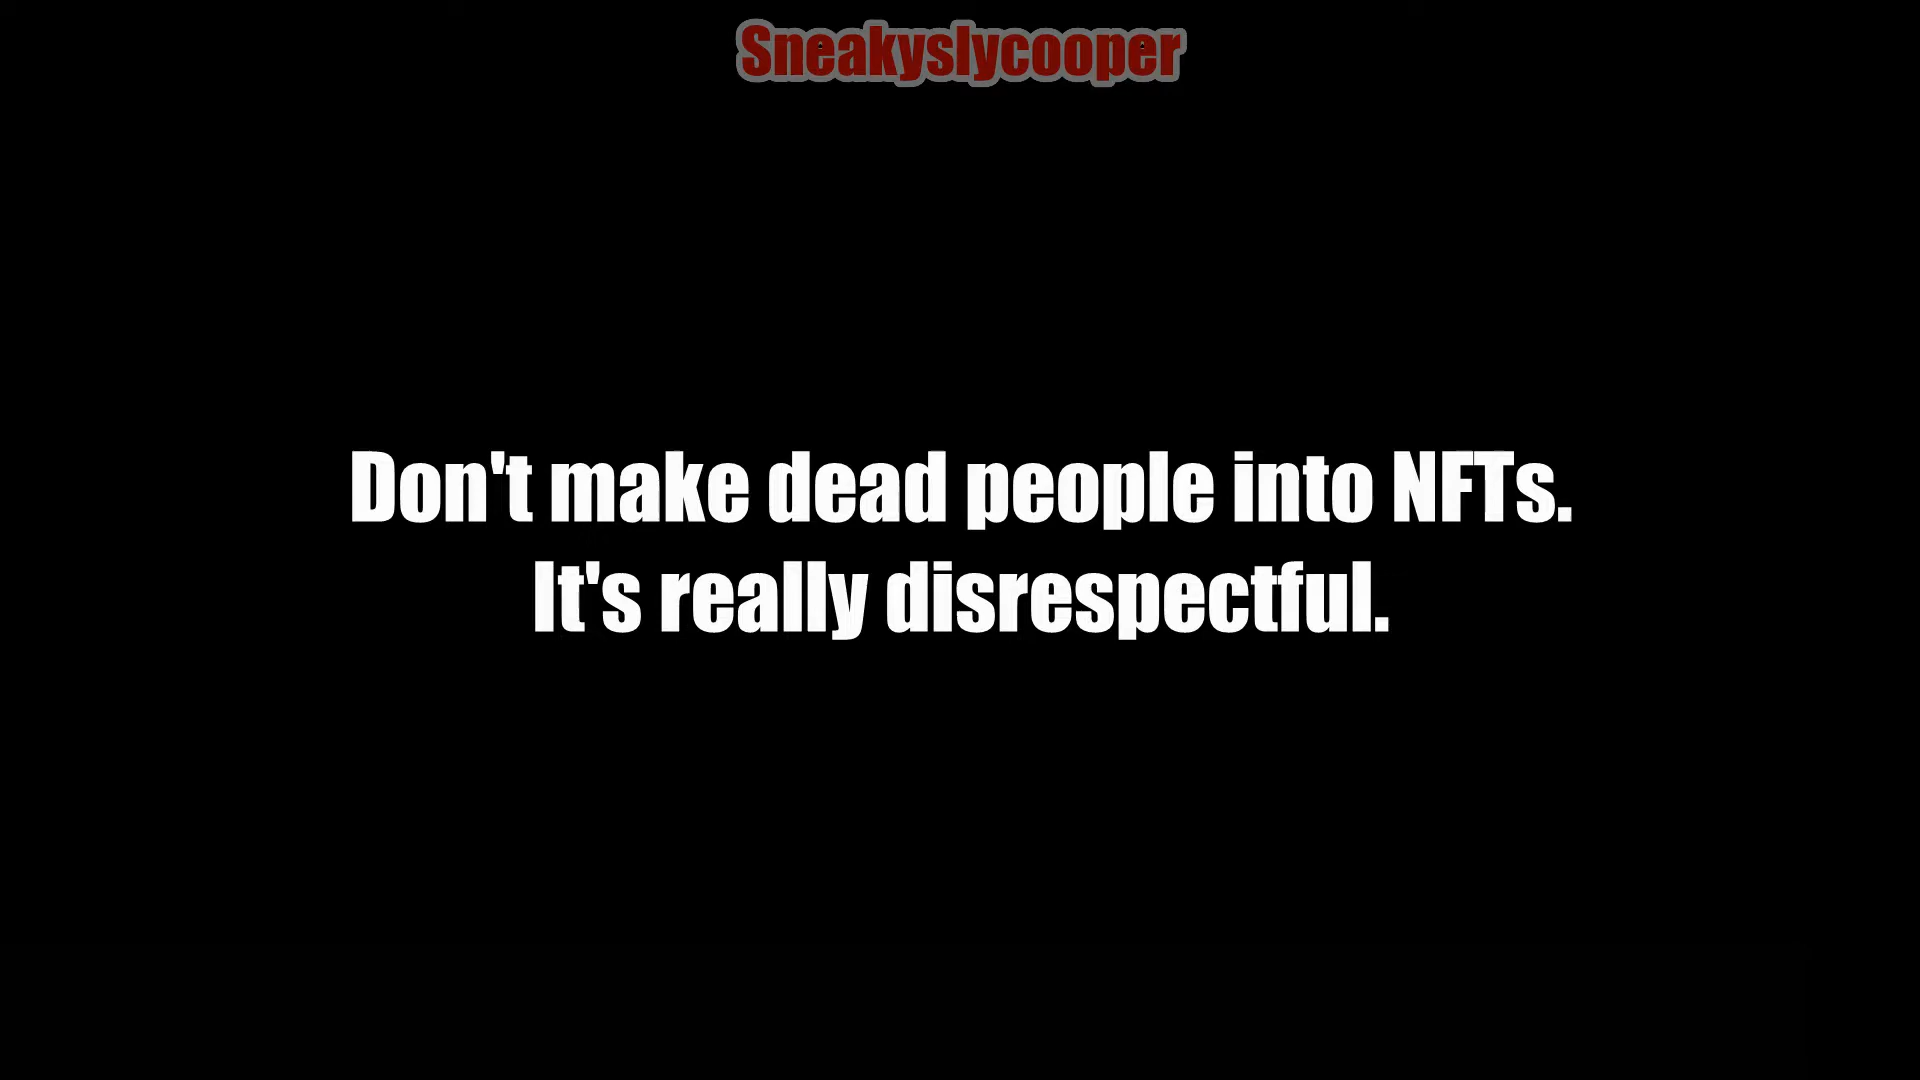 Sneakyslycooper
Don't make dead people into NFTs.
It's really disrespectful.